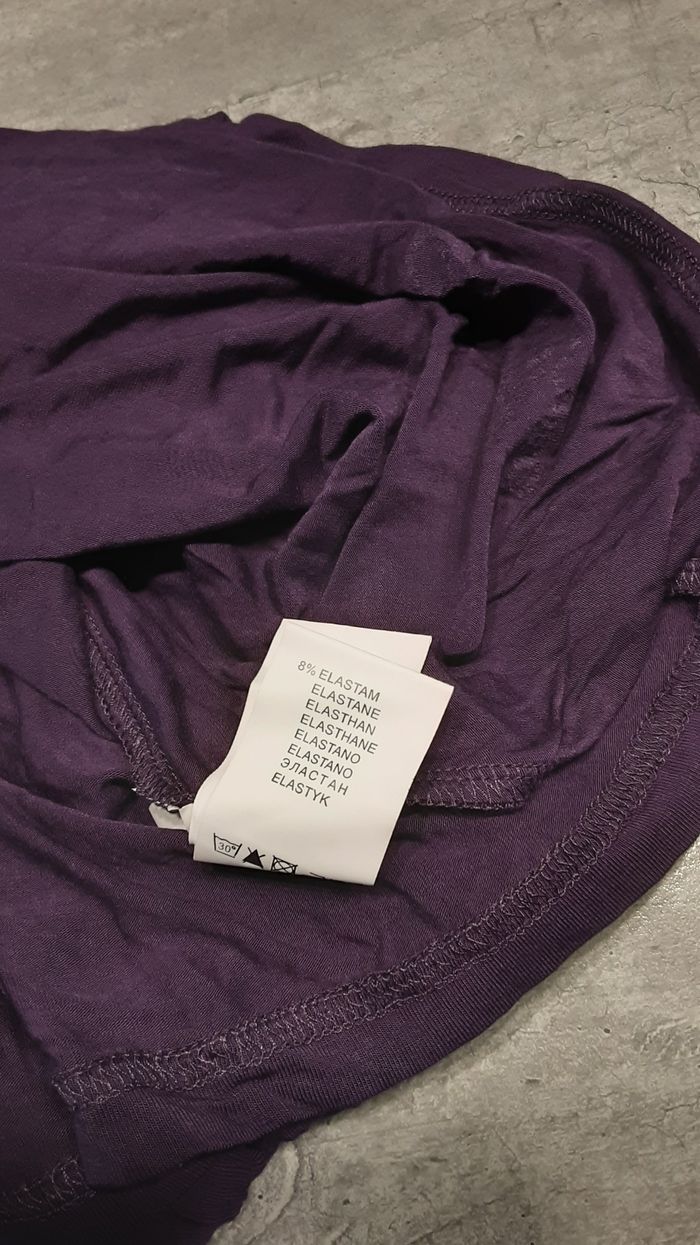 8% ELASTAM
ELASTANE
ELASTHAN
ELASTHANE
ELASTANO
ELASTANO
ЭЛАСТАН
ELASTYK
30°